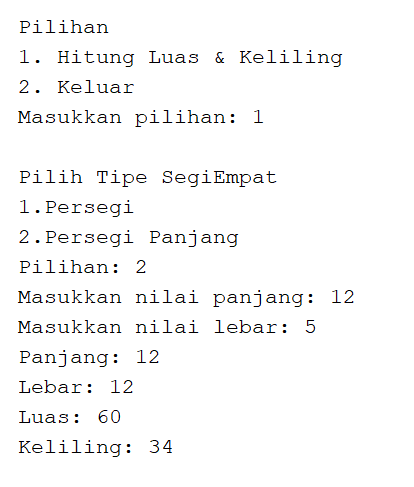 Pilihan
1. Hitung Luas & Keliling
2. Keluar
Masukkan pilihan: 1

Pilih Tipe SegiEmpat
1.Persegi
2.Persegi Panjang
Pilihan: 2
Masukkan nilai panjang: 12
Masukkan nilai lebar: 5
Panjang: 12
Lebar: 12
Luas: 60
Keliling: 34